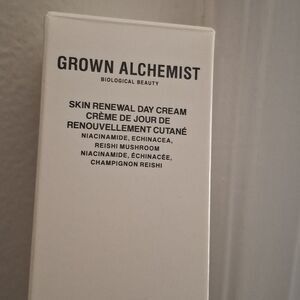 GROWN ALCHEMIST
BIOLOGICAL BEAUTY
SKIN RENEWAL DAY CREAM
CRÈME DE JOUR DE
RENOUVELLEMENT CUTANÉ
NIACINAMIDE, ECHINACEA,
REISHI MUSHROOM
NIACINAMIDE, ÉCHINACÉE,
CHAMPIGNON REISHI